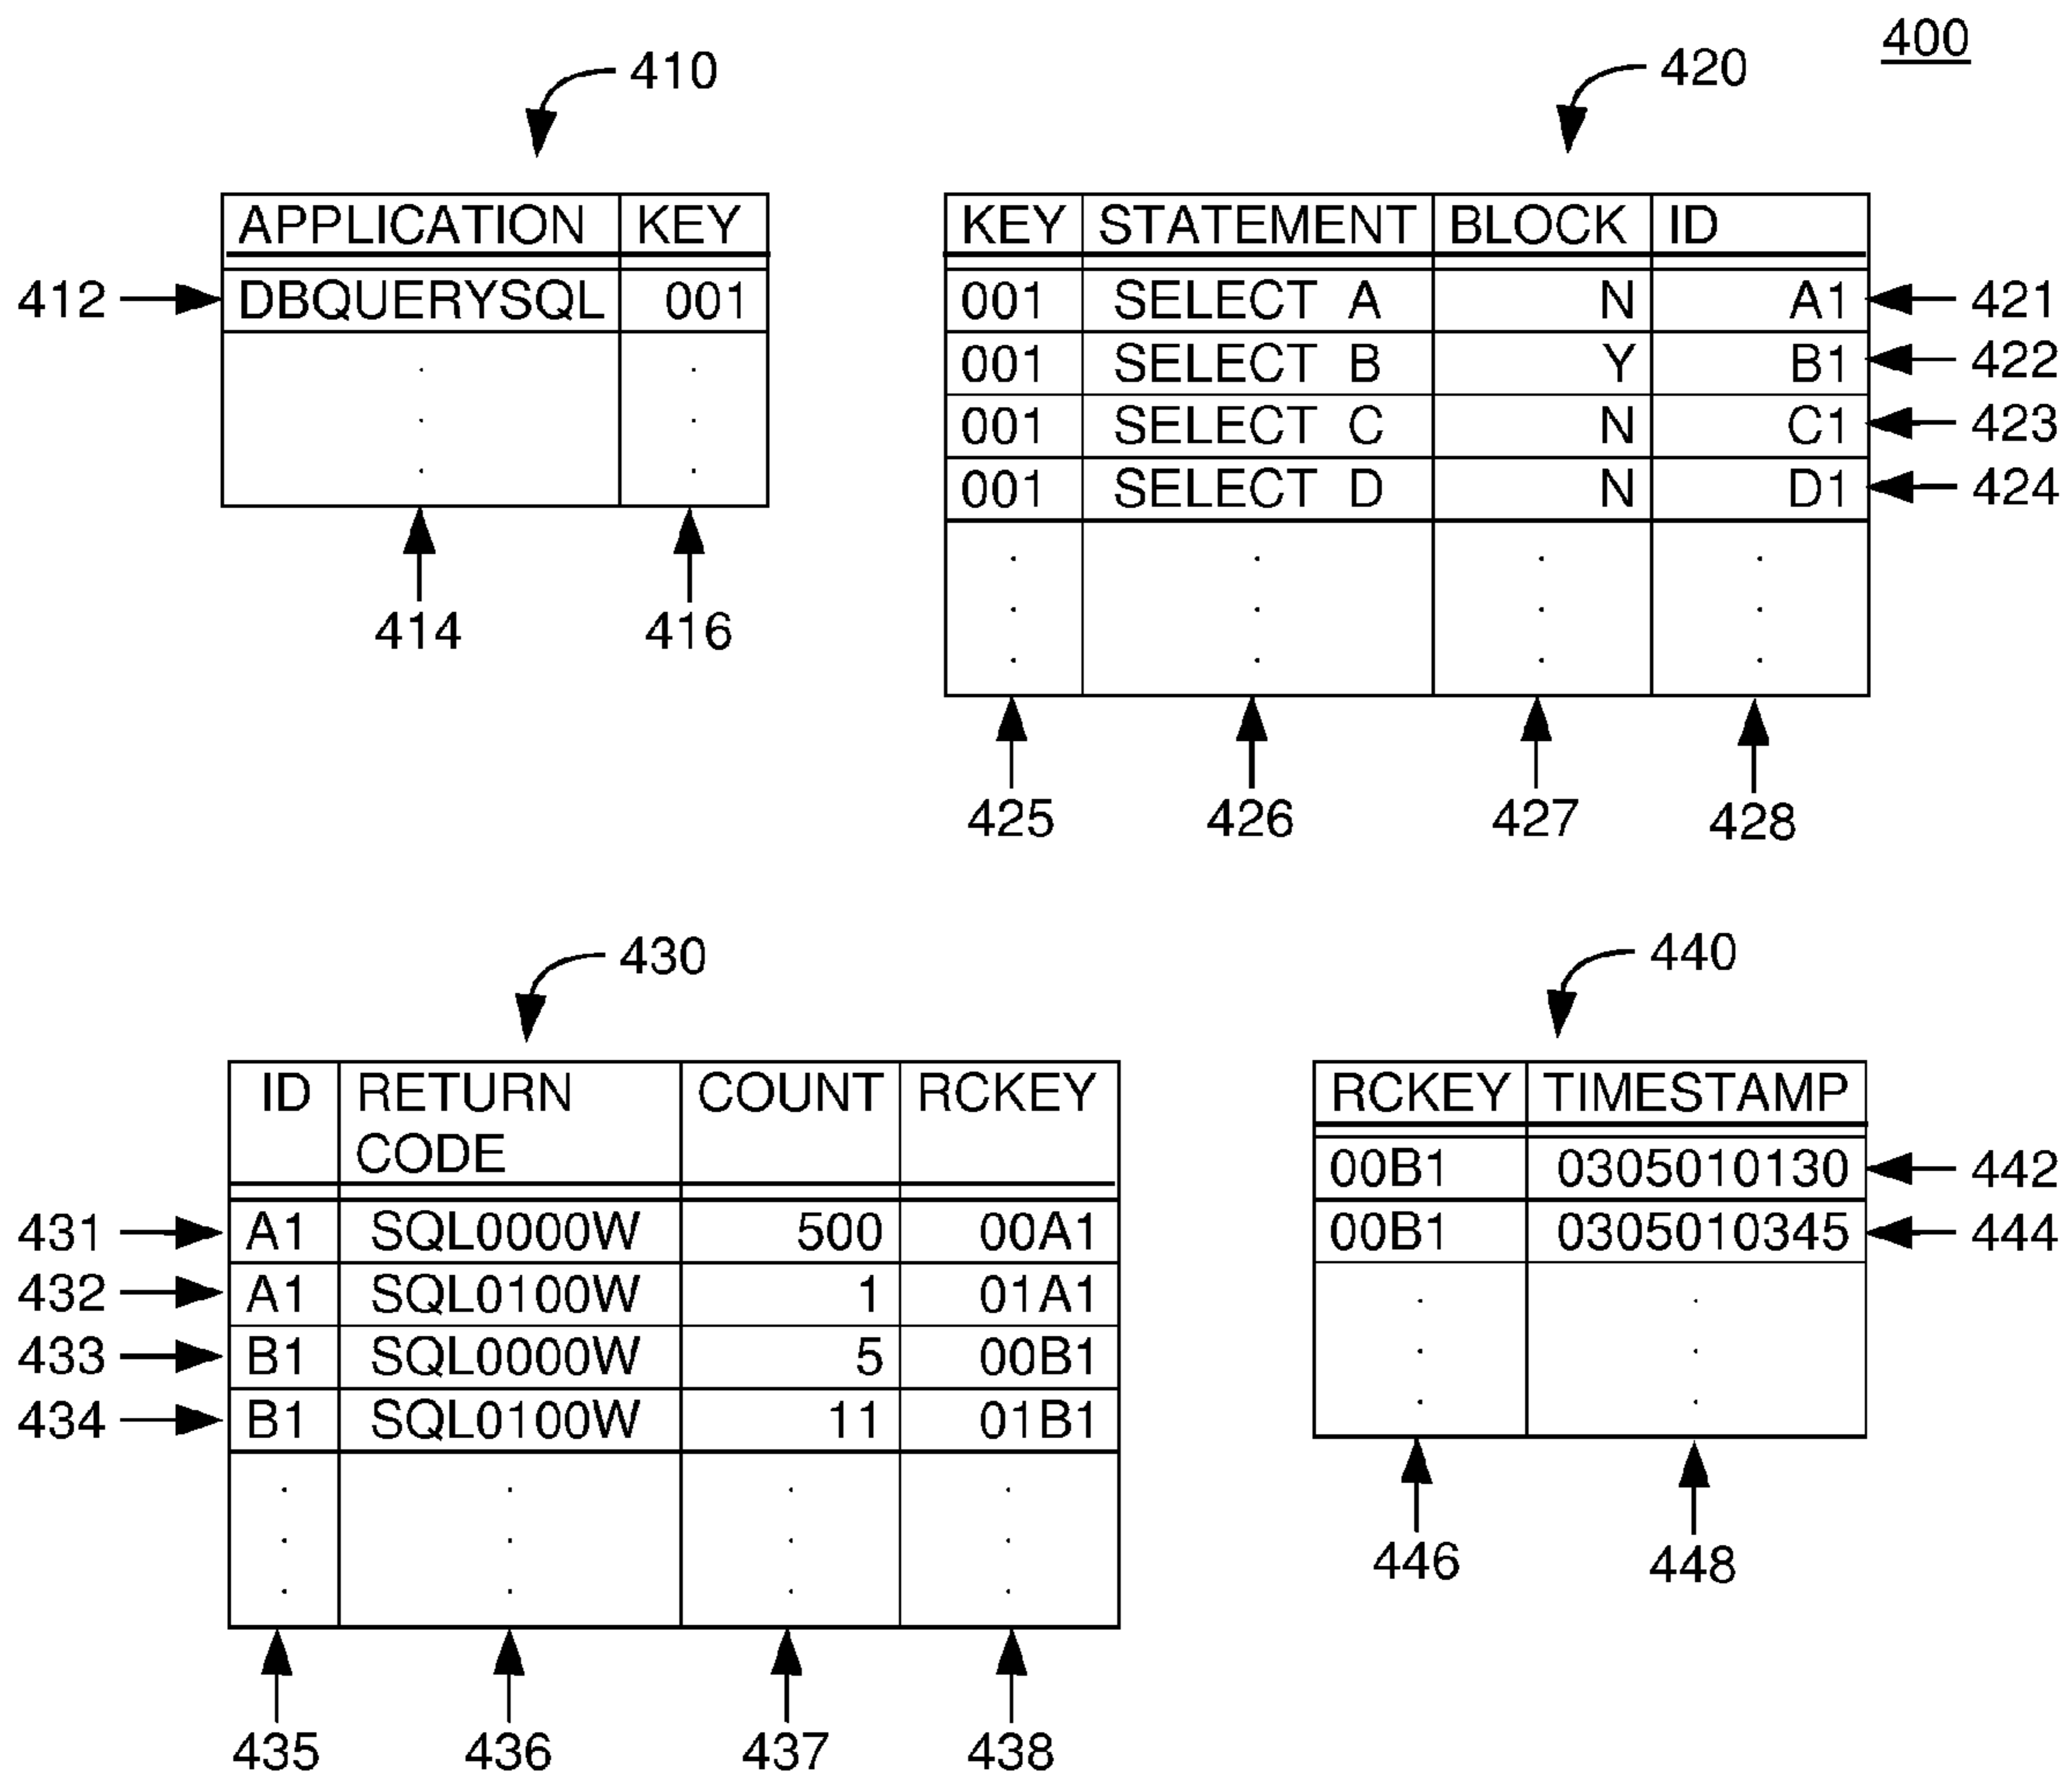 400
410
420
APPLICATION KEY
412 DBQUERYSQL 001
414 416
KEY STATEMENT BLOCK ID
001 SELECT A N A1 421
001 SELECT B Y B1 422
001 SELECT C N C1 423
001 SELECT D N D1 424
425 426 427 428
430
440
ID RETURN COUNT RCKEY
CODE
431 A1 SQL0000W 500 00A1
432 A1 SQL0100W 1 01A1
433 B1 SQL0000W 5 00B1
434 B1 SQL0100W 11 01B1
435 436 437 438
RCKEY TIMESTAMP
00B1 0305010130 442
00B1 0305010345 444
446 448